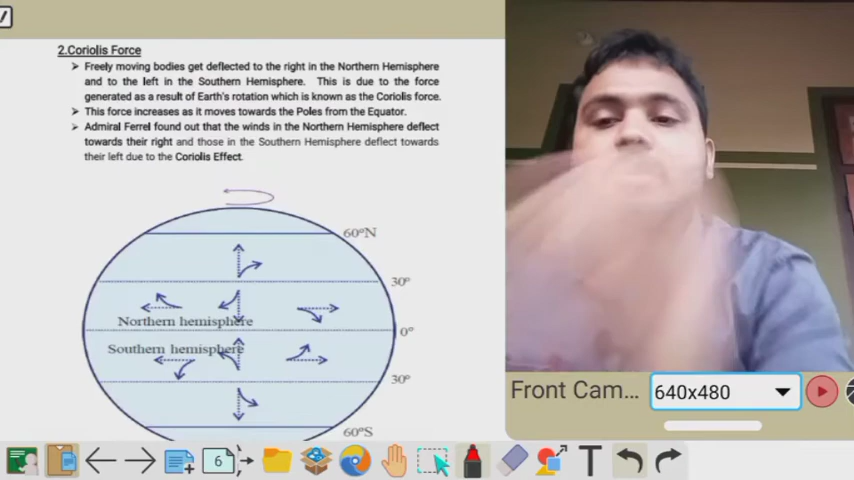 2.Coriolis Force
➢ Freely moving bodies get deflected to the right in the Northern Hemisphere
and to the left in the Southern Hemisphere. This is due to the force
generated as a result of Earth's rotation which is known as the Coriolis force.
➢ This force increases as it moves towards the Poles from the Equator.
➢ Admiral Ferrel found out that the winds in the Northern Hemisphere deflect
towards their right and those in the Southern Hemisphere deflect towards
their left due to the Coriolis Effect.
60°N
30°
Northern hemisphere
0°
Southern hemisphere
30°
60°S
Front Cam...
640x480
6
T